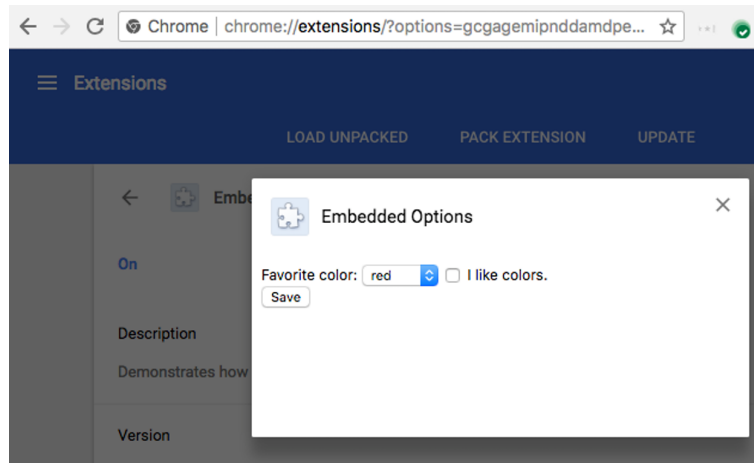 Chrome | chrome://extensions/?options=gcgagemipnddamdpe...
Extensions
LOAD UNPACKED PACK EXTENSION UPDATE
Embe
Embedded Options
On
Favorite color: red I like colors.
Save
Description
Demonstrates how
Version